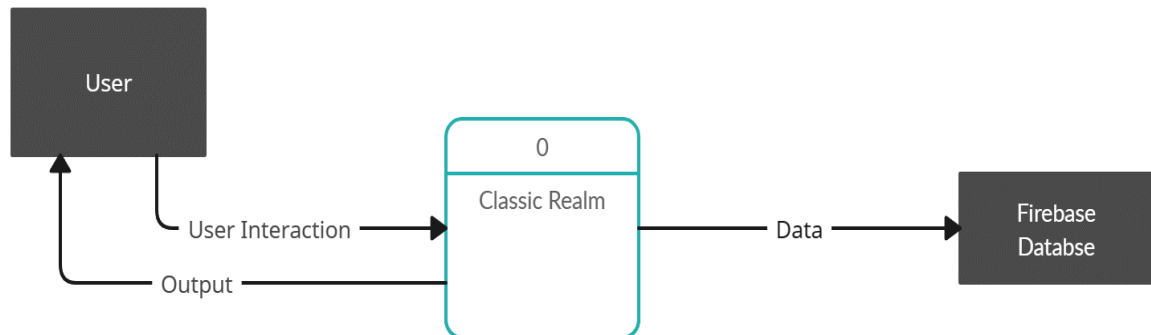 User
0
Classic Realm
User Interaction
Data
Firebase
Databse
Output